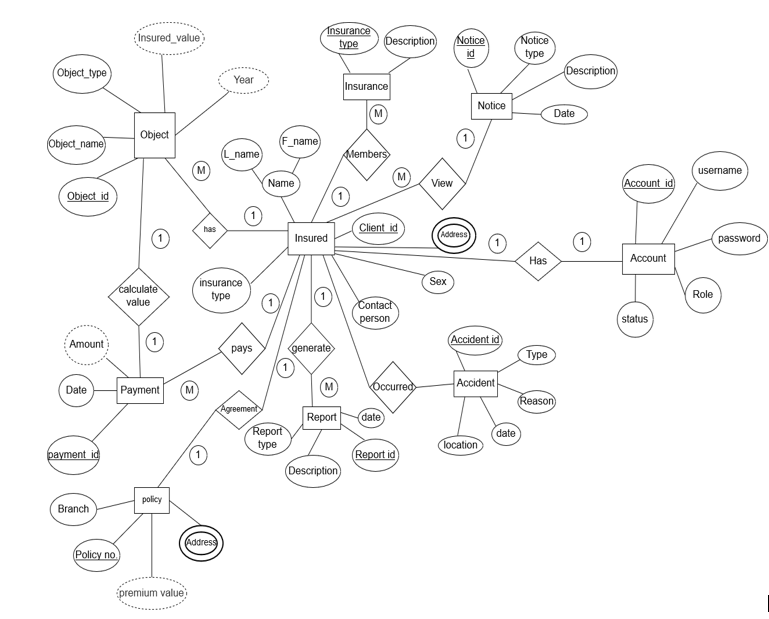 Insured_value
Object_type
Year
Object
Object_name
Object_id
M
has
1
1
calculate
value
1
Amount
Date
Payment
payment_id
M
pays
1
Insurance
type
Description
Insurance
M
Members
1
L_name
F_name
Name
Notice
id
Notice
type
Description
Notice
Date
1
View
M
Client_id
Address
Insured
insurance
type
Sex
Contact
person
1
Has
1
Account_id
username
password
Account
Role
status
1
generate
M
Report
date
Report
type
Description
Report id
1
Agreement
1
Occurred
Accident id
Type
Accident
Reason
date
location
policy
Branch
Policy no.
Address
premium value